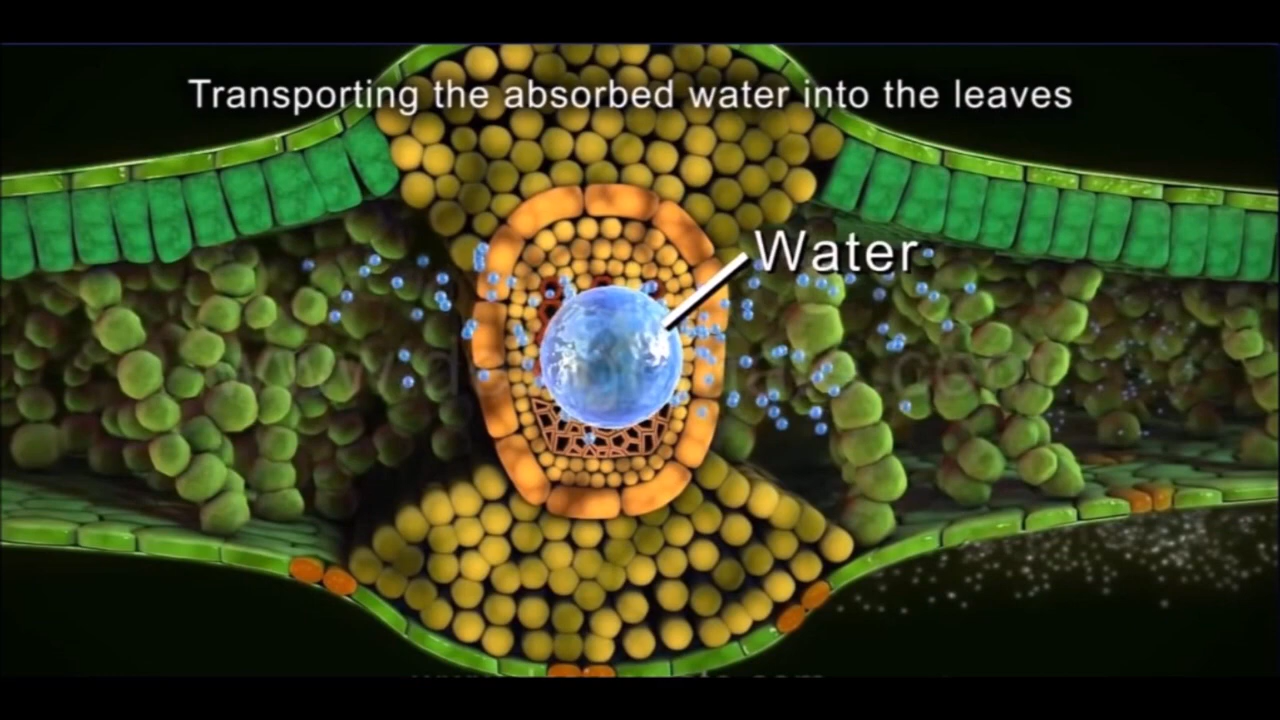 Transporting the absorbed water into the leaves
Water